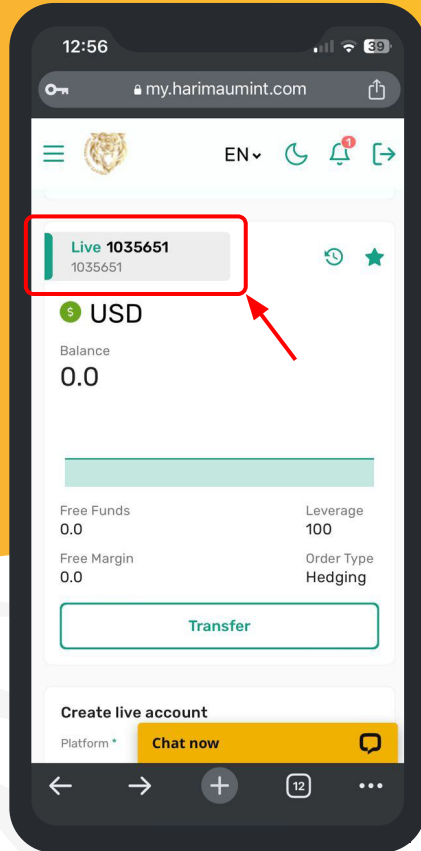 12:56
39
my.harimaumint.com
EN
1
Live 1035651
1035651
$ USD
Balance
0.0
Free Funds
0.0
Leverage
100
Free Margin
0.0
Order Type
Hedging
Transfer
Create live account
Platform *
Chat now
12